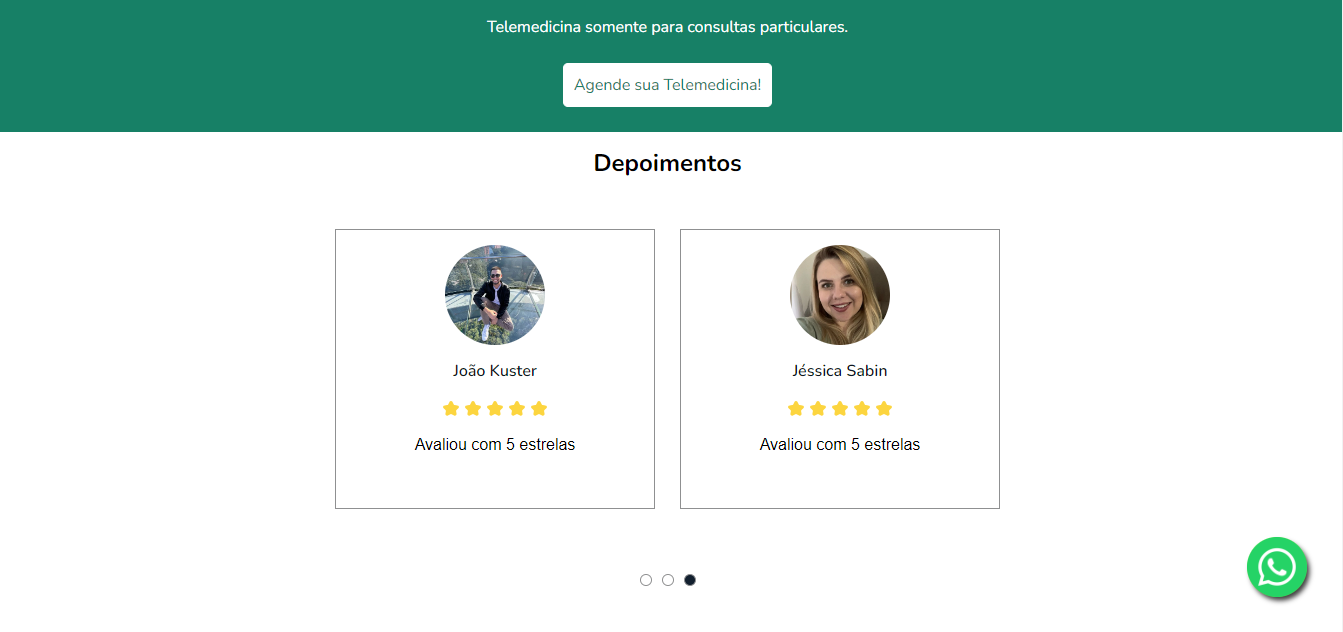 Telemedicina somente para consultas particulares.
Agende sua Telemedicina!
Depoimentos
João Kuster
Avaliou com 5 estrelas
Jéssica Sabin
Avaliou com 5 estrelas